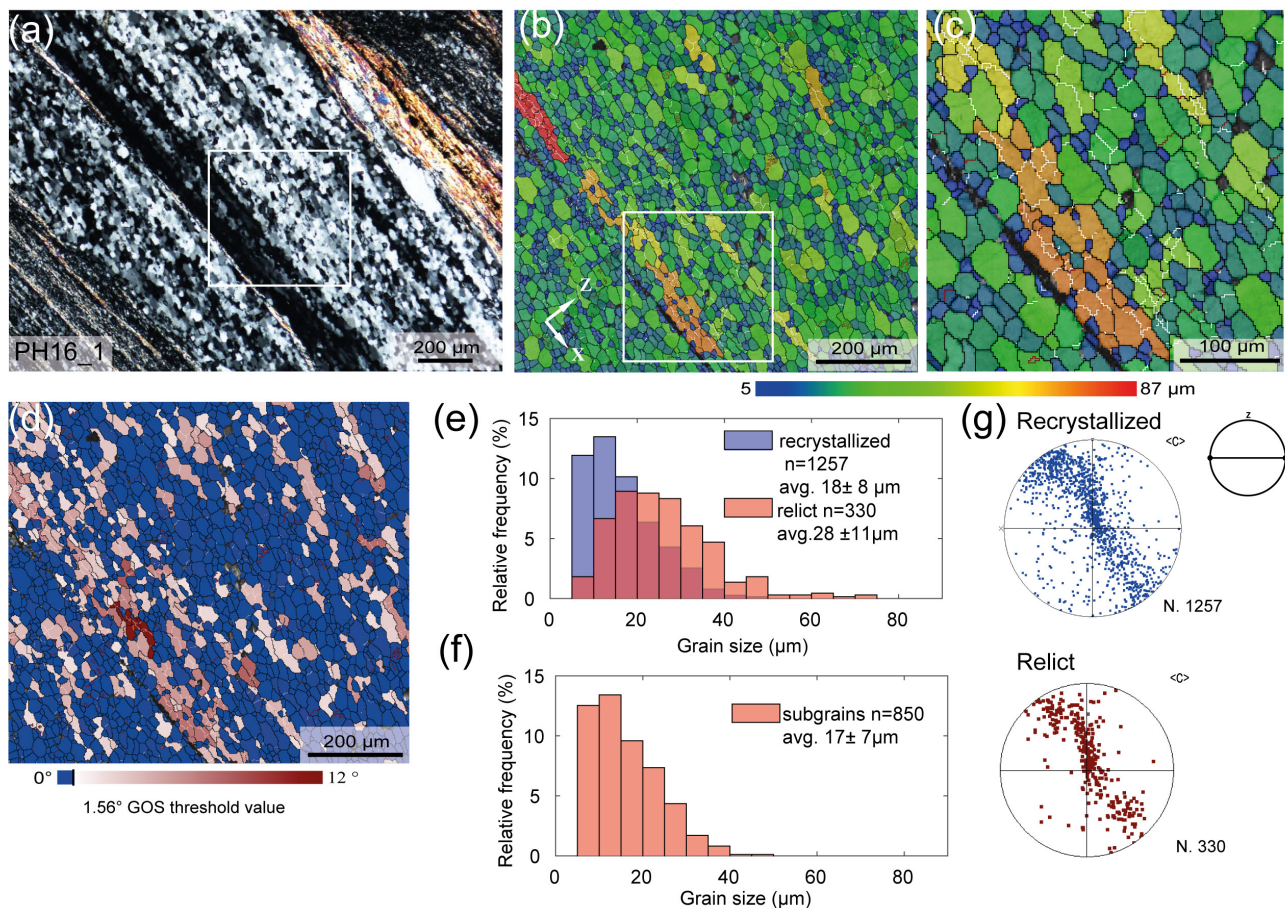 (a)
PH16_1
200 µm
(b)
z
x
200 µm
(c)
100 µm
5
87 µm
(d)
200 µm
0°
12 °
1.56° GOS threshold value
(e)
15
10
5
0
Relative frequency (%)
recrystallized
n=1257
avg. 18± 8 µm
relict n=330
avg.28 ±11µm
0
20
40
60
80
Grain size (µm)
(f)
15
10
5
0
Relative frequency (%)
subgrains n=850
avg. 17± 7µm
0
20
40
60
80
Grain size (µm)
(g)
Recrystallized
<C>
z
x
N. 1257
Relict
<C>
N. 330